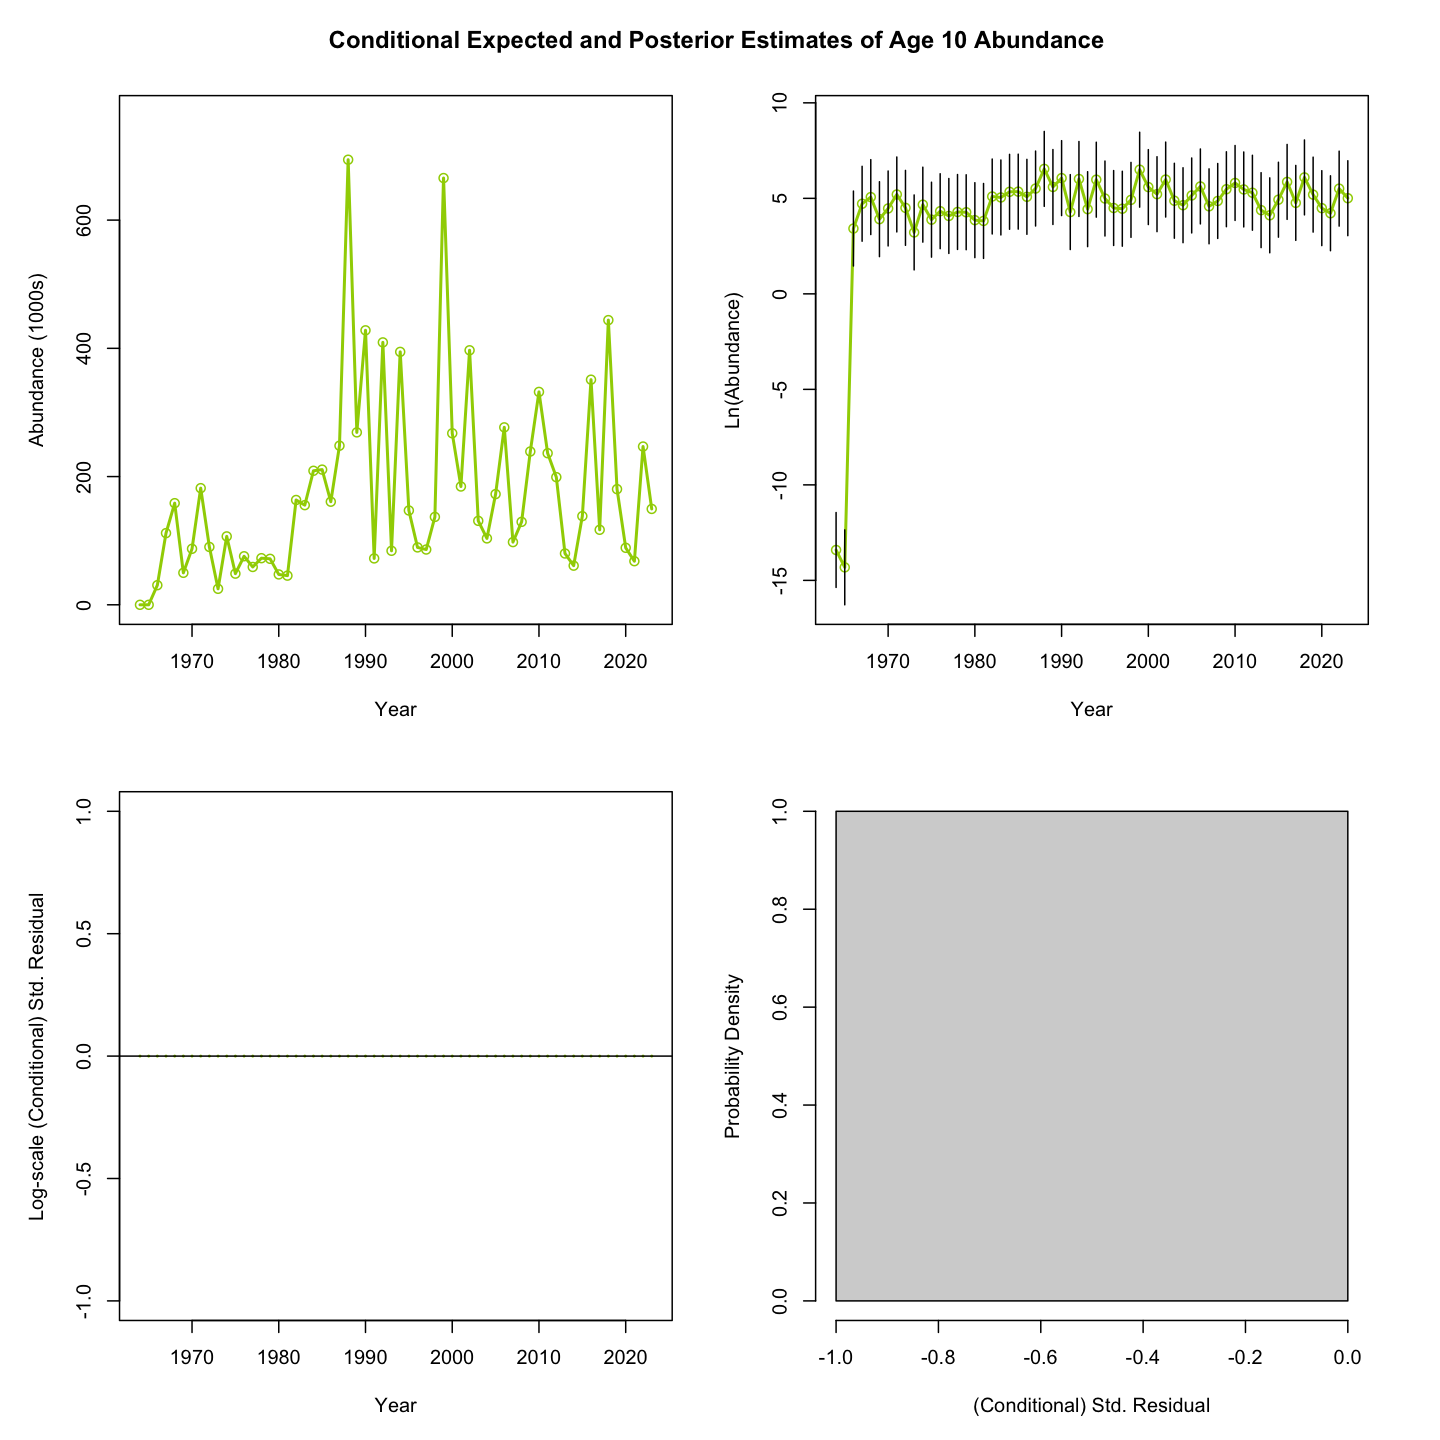 Conditional Expected and Posterior Estimates of Age 10 Abundance
Abundance (1000s)
600
400
200
0
1970 1980 1990 2000 2010 2020
Year
Ln(Abundance)
10
5
0
-5
-10
-15
1970 1980 1990 2000 2010 2020
Year
Log-scale (Conditional) Std. Residual
1.0
0.5
0.0
-0.5
-1.0
1970 1980 1990 2000 2010 2020
Year
Probability Density
1.0
0.8
0.6
0.4
0.2
0.0
-1.0 -0.8 -0.6 -0.4 -0.2 0.0
(Conditional) Std. Residual